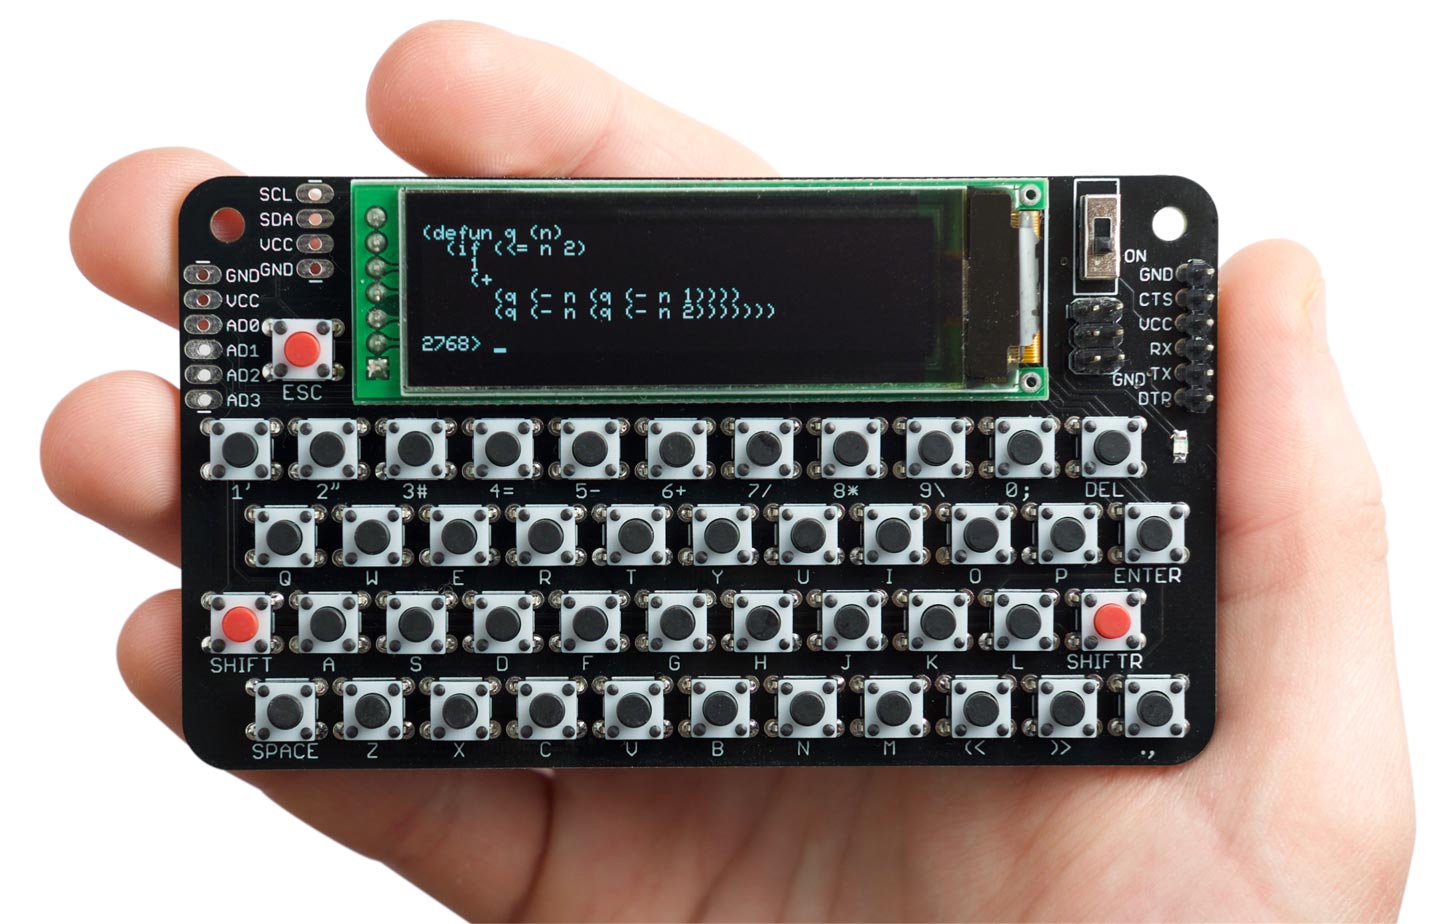 SCL
SDA
VCC
GND
GND
VCC
AD0
AD1
AD2
AD3
ESC
(defun q (n)
  (if (<= n 2)
    1
    (+
      (q (- n (q (- n 1))))
      (q (- n (q (- n 2)))))))
2768> _
ON
GND
CTS
VCC
RX
TX
DTR
GND
1' 2" 3# 4= 5- 6+ 7/ 8* 9\ 0; DEL
Q W E R T Y U I O P ENTER
SHIFT A S D F G H J K L SHIFTR
SPACE Z X C V B N M << >> .,